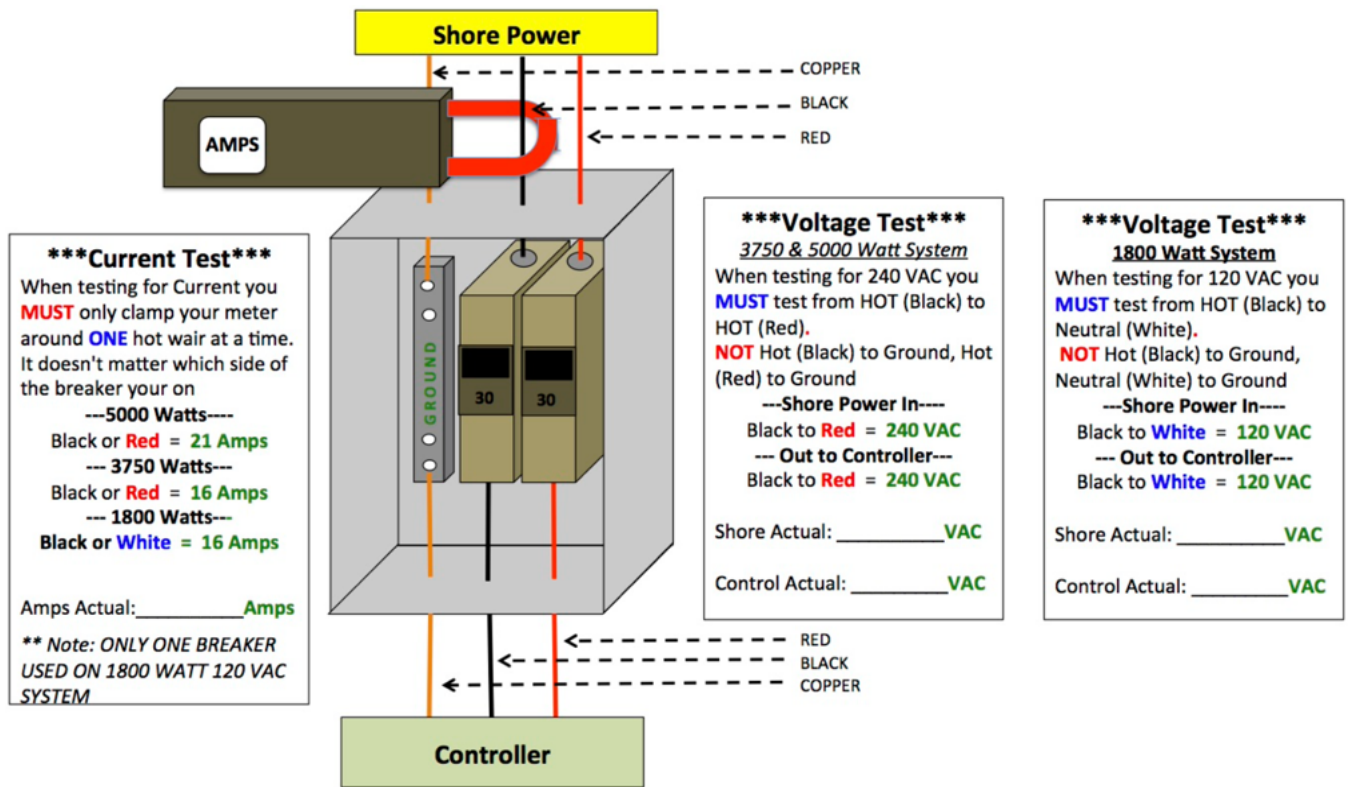 Shore Power
COPPER
BLACK
RED
AMPS
***Current Test***
When testing for Current you
MUST only clamp your meter
around ONE hot wair at a time.
It doesn't matter which side of
the breaker your on
---5000 Watts----
Black or Red = 21 Amps
--- 3750 Watts---
Black or Red = 16 Amps
--- 1800 Watts---
Black or White = 16 Amps
Amps Actual:__________Amps
** Note: ONLY ONE BREAKER
USED ON 1800 WATT 120 VAC
SYSTEM
GROUND
30
30
***Voltage Test***
3750 & 5000 Watt System
When testing for 240 VAC you
MUST test from HOT (Black) to
HOT (Red).
NOT Hot (Black) to Ground, Hot
(Red) to Ground
---Shore Power In----
Black to Red = 240 VAC
--- Out to Controller---
Black to Red = 240 VAC
Shore Actual: __________VAC
Control Actual: __________VAC
***Voltage Test***
1800 Watt System
When testing for 120 VAC you
MUST test from HOT (Black) to
Neutral (White).
NOT Hot (Black) to Ground,
Neutral (White) to Ground
---Shore Power In----
Black to White = 120 VAC
--- Out to Controller---
Black to White = 120 VAC
Shore Actual: __________VAC
Control Actual: __________VAC
RED
BLACK
COPPER
Controller